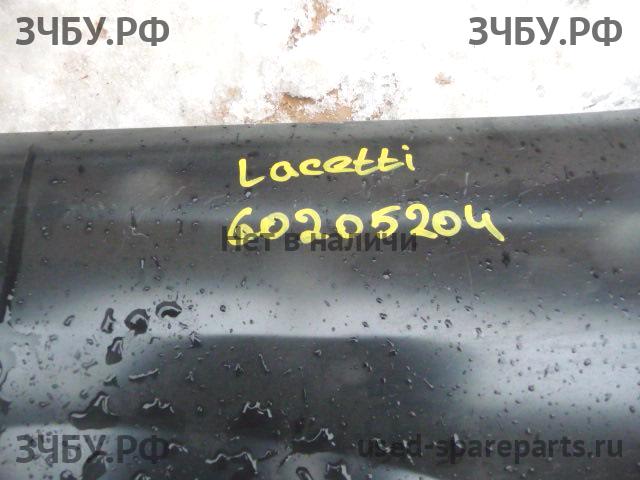 ЗЧБУ.РФ ЗЧБУ.РФ
Lacetti
60205204
Нет в наличи
ЗЧБУ.РФ used-spareparts.ru